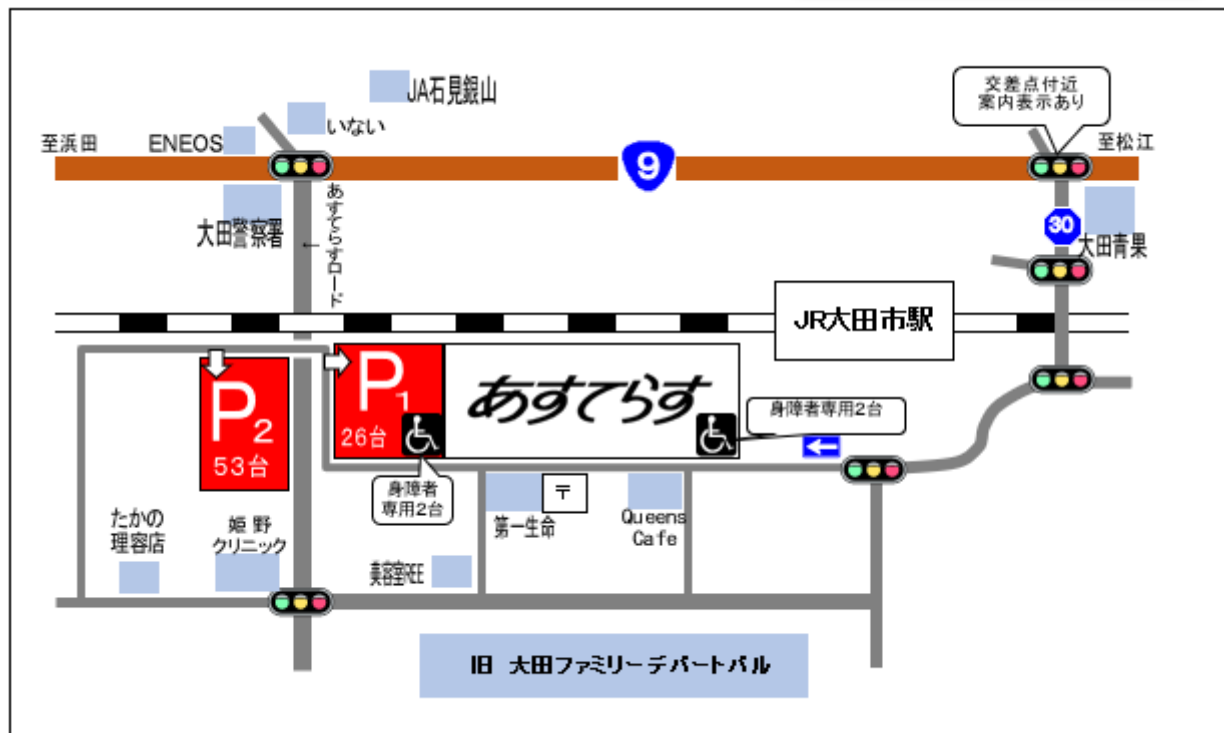 交差点付近
案内表示あり
JA石見銀山
いない
ENEOS
至浜田
至松江
9
大田警察署
あすてらすロード
30
大田青果
JR大田市駅
P1
26台
あすてらす
身障者専用2台
P2
53台
身障者
専用2台
〒
第一生命
Queens
Cafe
たかの
理容店
姫野
クリニック
美容室REE
旧 大田ファミリーデパートパル